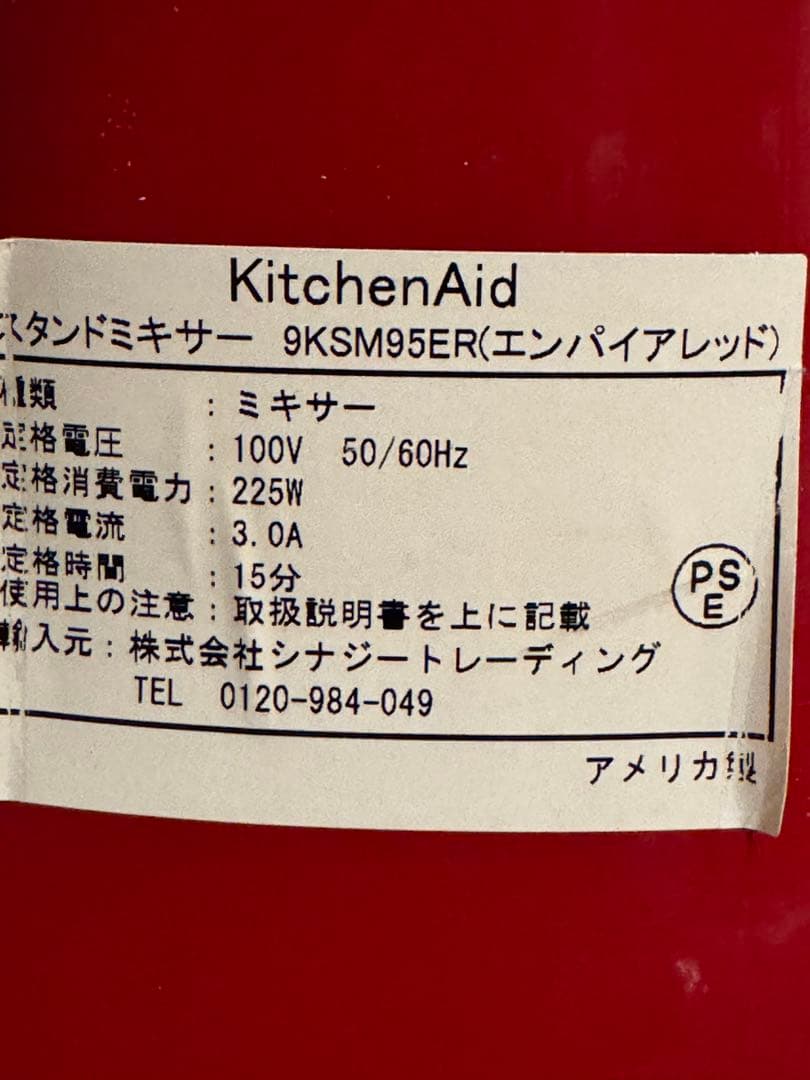 KitchenAid
スタンドミキサー 9KSM95ER(エンパイアレッド)
種類 : ミキサー
定格電圧 : 100V 50/60Hz
定格消費電力 : 225W
定格電流 : 3.0A
定格時間 : 15分
使用上の注意 : 取扱説明書を上に記載
輸入元 : 株式会社シナジートレーディング
TEL 0120-984-049
PS
E
アメリカ製